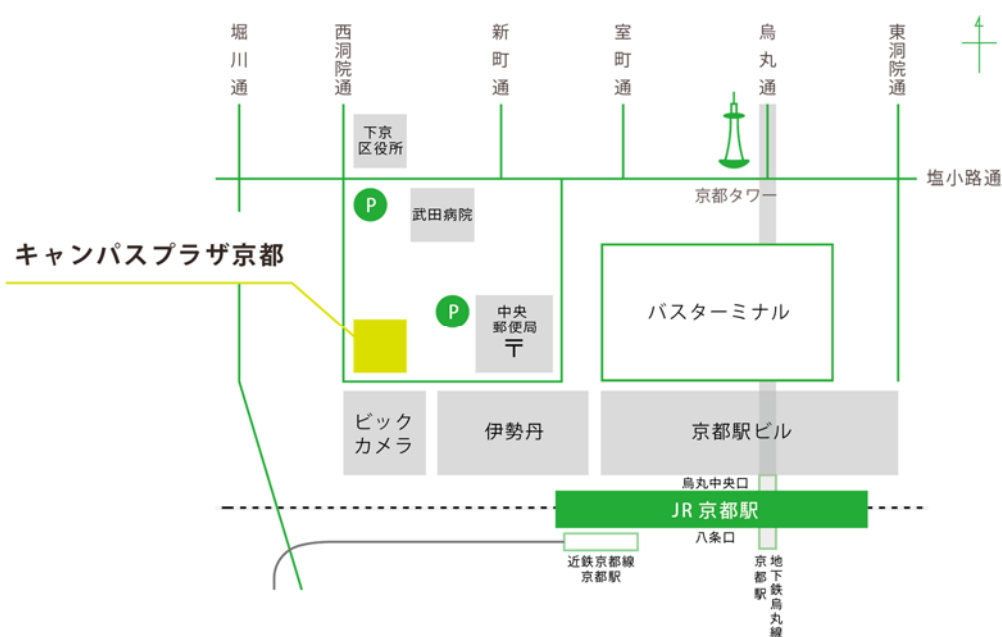 堀川通
西洞院通
新町通
室町通
烏丸通
東洞院通
下京
区役所
塩小路通
P
武田病院
京都タワー
キャンパスプラザ京都
P
中央
郵便局
〒
バスターミナル
ビック
カメラ
伊勢丹
京都駅ビル
烏丸中央口
JR 京都駅
八条口
近鉄京都線
京都駅
地下鉄烏丸線
京都駅